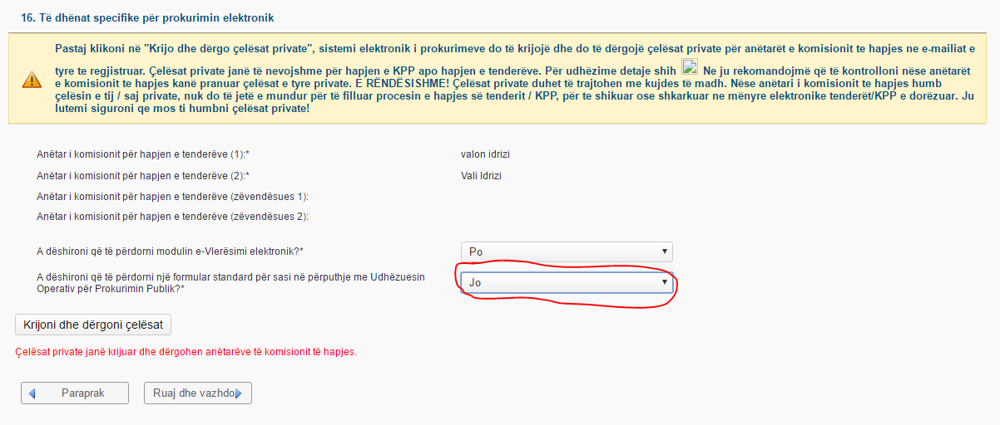 16. Të dhënat specifike për prokurimin elektronik
Pastaj klikoni në "Krijo dhe dërgo çelësat private", sistemi elektronik i prokurimeve do të krijojë dhe do të dërgojë çelësat private për anëtarët e komisionit te hapjes ne e-mailiat e
tyre te regjistruar. Çelësat private janë të nevojshme për hapjen e KPP apo hapjen e tenderëve. Për udhëzime detaje shih Ne ju rekomandojmë që të kontrolloni nëse anëtarët
e komisionit te hapjes kanë pranuar çelësat e tyre private. E RËNDËSISHME! Çelësat private duhet të trajtohen me kujdes të madh. Nëse anëtari i komisionit te hapjes humb
çelësin e tij / saj private, nuk do të jetë e mundur për të filluar procesin e hapjes së tenderit / KPP, për te shikuar ose shkarkuar ne mënyre elektronike tenderët/KPP e dorëzuar. Ju
lutemi siguroni qe mos ti humbni çelësat private!
Anëtar i komisionit për hapjen e tenderëve (1):* valon idrizi
Anëtar i komisionit për hapjen e tenderëve (2):* Vali Idrizi
Anëtar i komisionit për hapjen e tenderëve (zëvendësues 1):
Anëtar i komisionit për hapjen e tenderëve (zëvendësues 2):
A dëshironi që të përdorni modulin e-Vlerësimi elektronik?* Po
A dëshironi që të përdorni një formular standard për sasi në përputhje me Udhëzuesin
Operativ për Prokurimin Publik?* Jo
Krijoni dhe dërgoni çelësat
Çelësat private janë krijuar dhe dërgohen anëtarëve të komisionit të hapjes.
Paraprak Ruaj dhe vazhdo